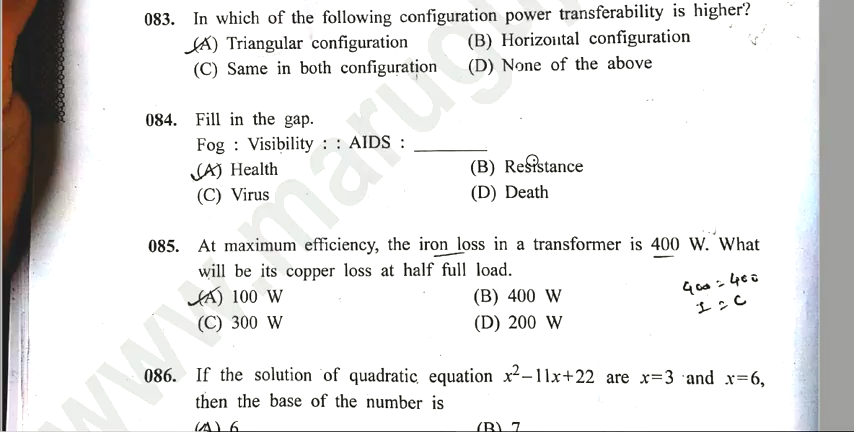 083. In which of the following configuration power transferability is higher?
(A) Triangular configuration (B) Horizontal configuration
(C) Same in both configuration (D) None of the above
084. Fill in the gap.
Fog : Visibility : : AIDS : ________
(A) Health (B) Resistance
(C) Virus (D) Death
085. At maximum efficiency, the iron loss in a transformer is 400 W. What
will be its copper loss at half full load.
400 = 400
(A) 100 W (B) 400 W
I = C
(C) 300 W (D) 200 W
086. If the solution of quadratic equation x²–11x+22 are x=3 and x=6,
then the base of the number is
(A) 6 (B) 7